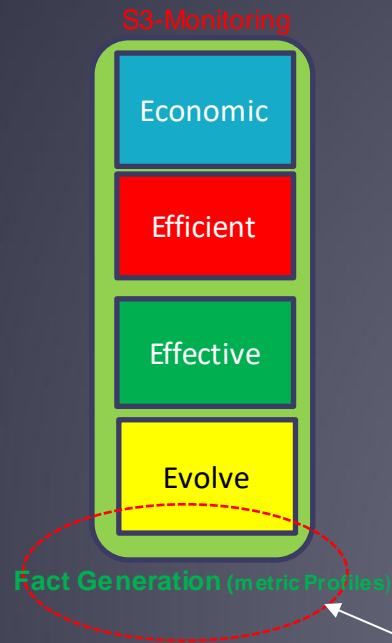 S3-Monitoring
Economic
Efficient
Effective
Evolve
Fact Generation (metric Profiles)